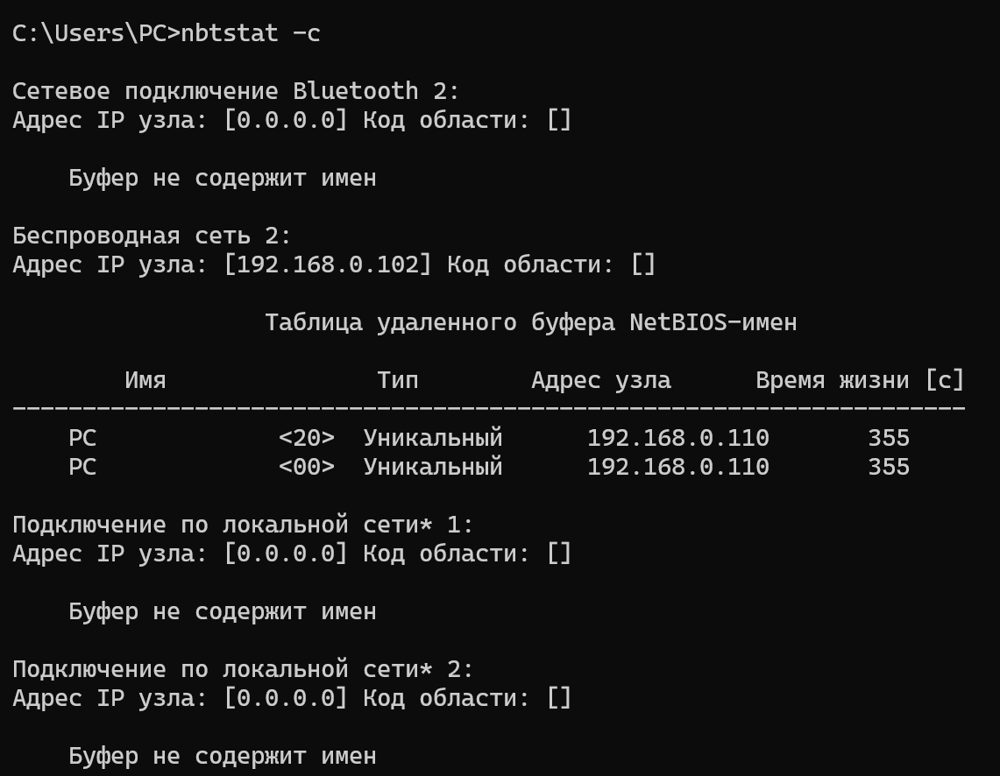 C:\Users\PC>nbtstat -c
Сетевое подключение Bluetooth 2:
Адрес IP узла: [0.0.0.0] Код области: []
Буфер не содержит имен
Беспроводная сеть 2:
Адрес IP узла: [192.168.0.102] Код области: []
Таблица удаленного буфера NetBIOS-имен
Имя Тип Адрес узла Время жизни [с]
--------------------------------------------------------------------
PC <20> Уникальный 192.168.0.110 355
PC <00> Уникальный 192.168.0.110 355
Подключение по локальной сети* 1:
Адрес IP узла: [0.0.0.0] Код области: []
Буфер не содержит имен
Подключение по локальной сети* 2:
Адрес IP узла: [0.0.0.0] Код области: []
Буфер не содержит имен